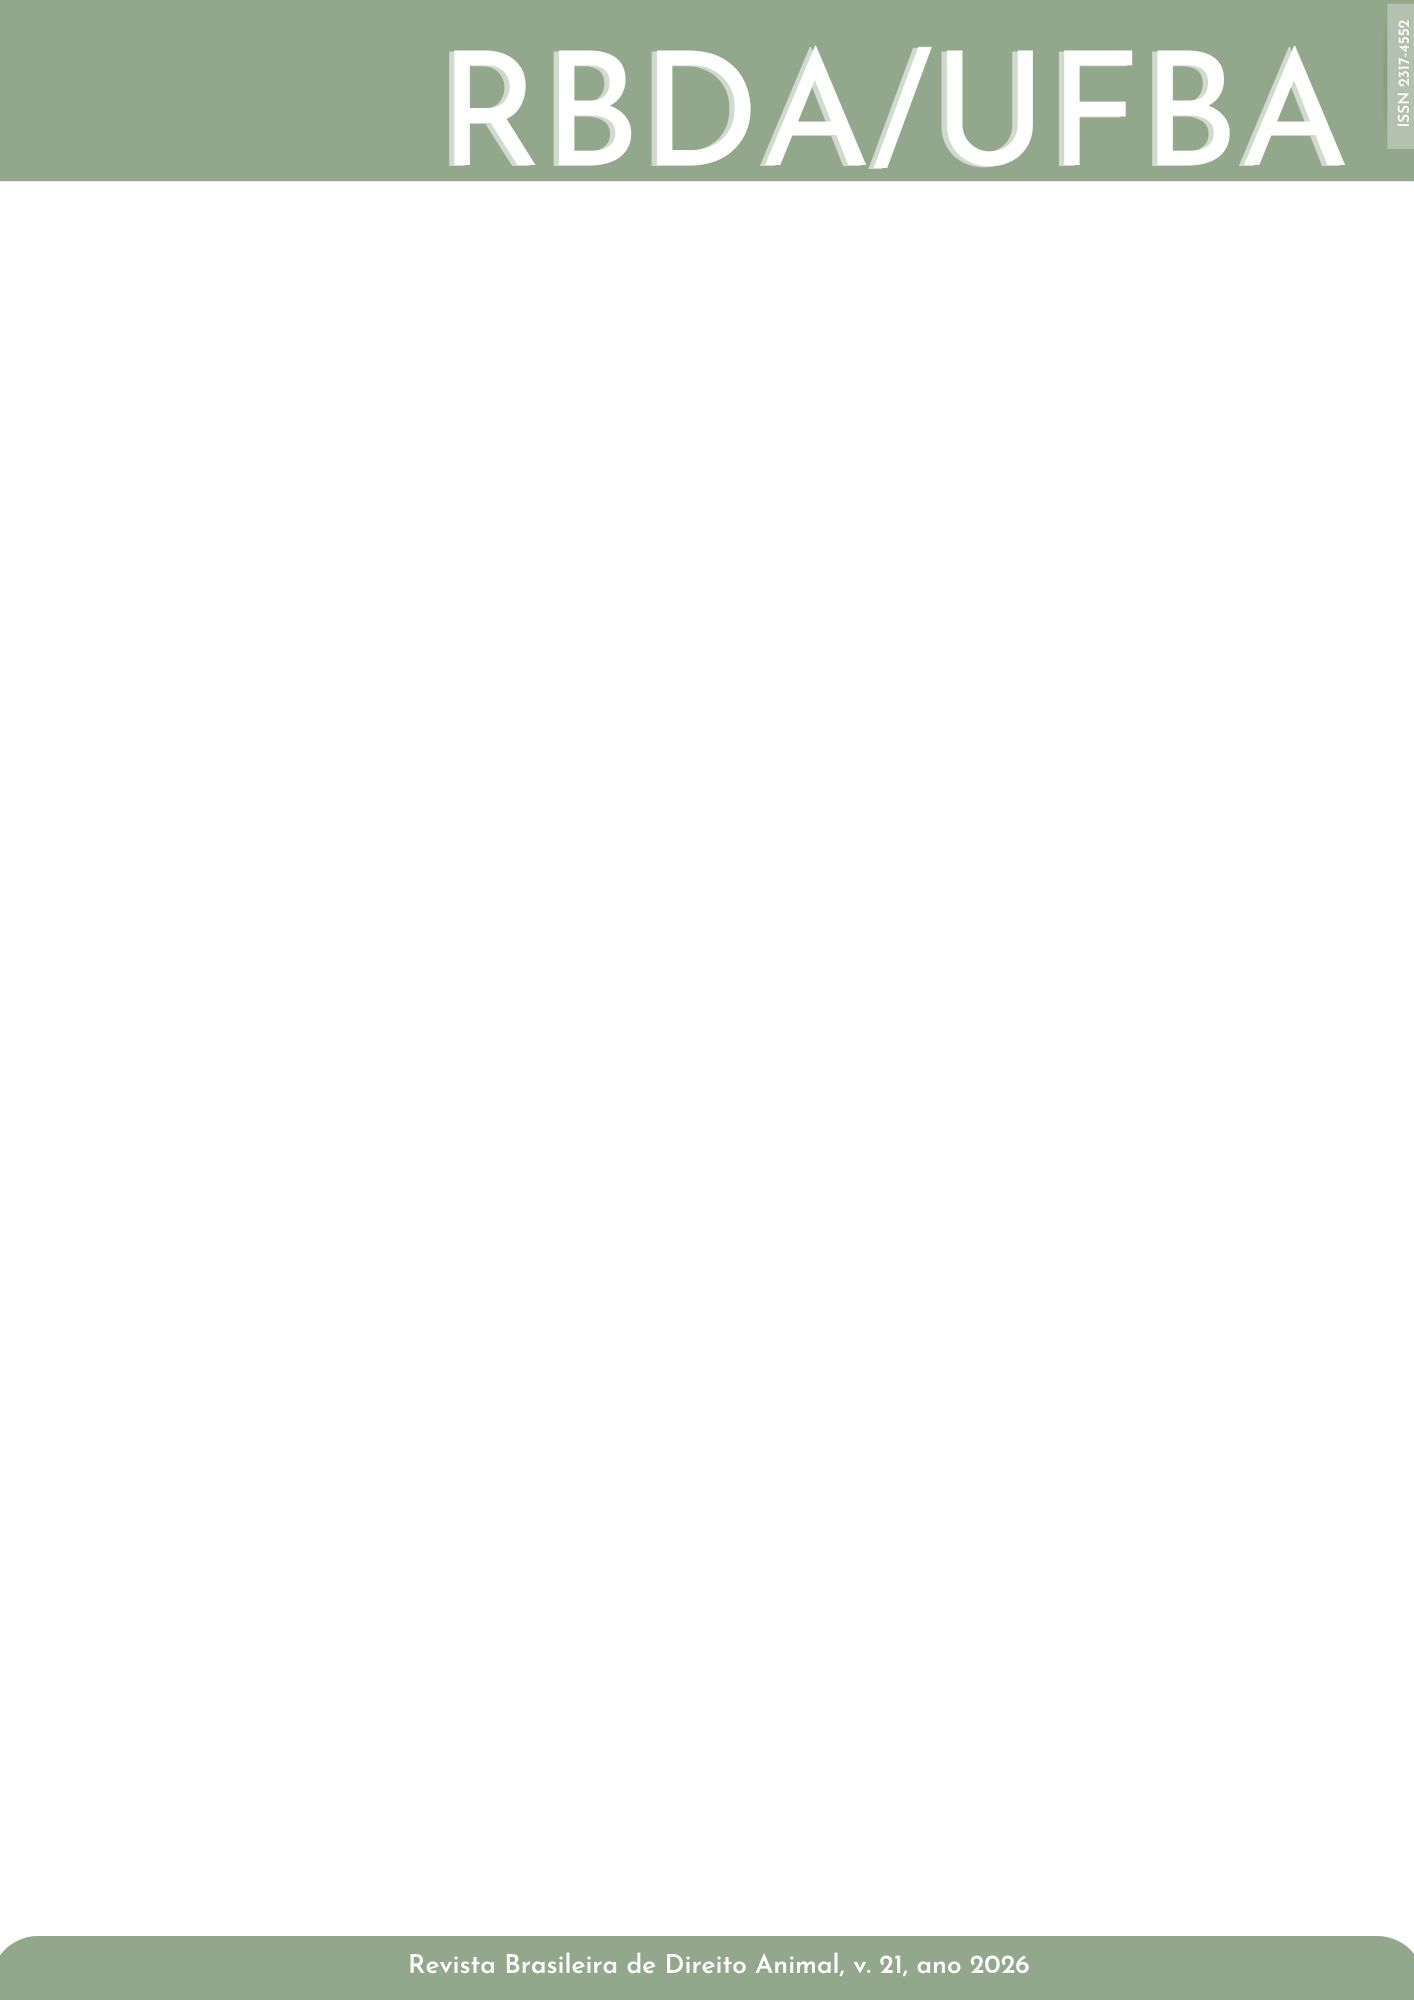 RBDA/UFBA
ISSN 2317-4552
Revista Brasileira de Direito Animal, v. 21, ano 2026